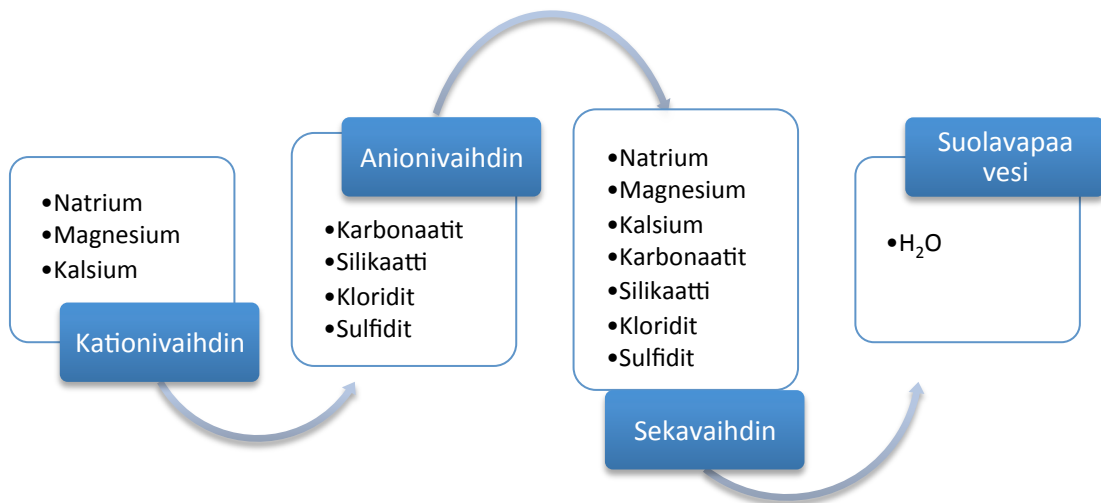 •Natrium
•Magnesium
•Kalsium
Kationivaihdin
Anionivaihdin
•Karbonaatit
•Silikaatti
•Kloridit
•Sulfidit
•Natrium
•Magnesium
•Kalsium
•Karbonaatit
•Silikaatti
•Kloridit
•Sulfidit
Sekavaihdin
Suolavapaa
vesi
•H₂O